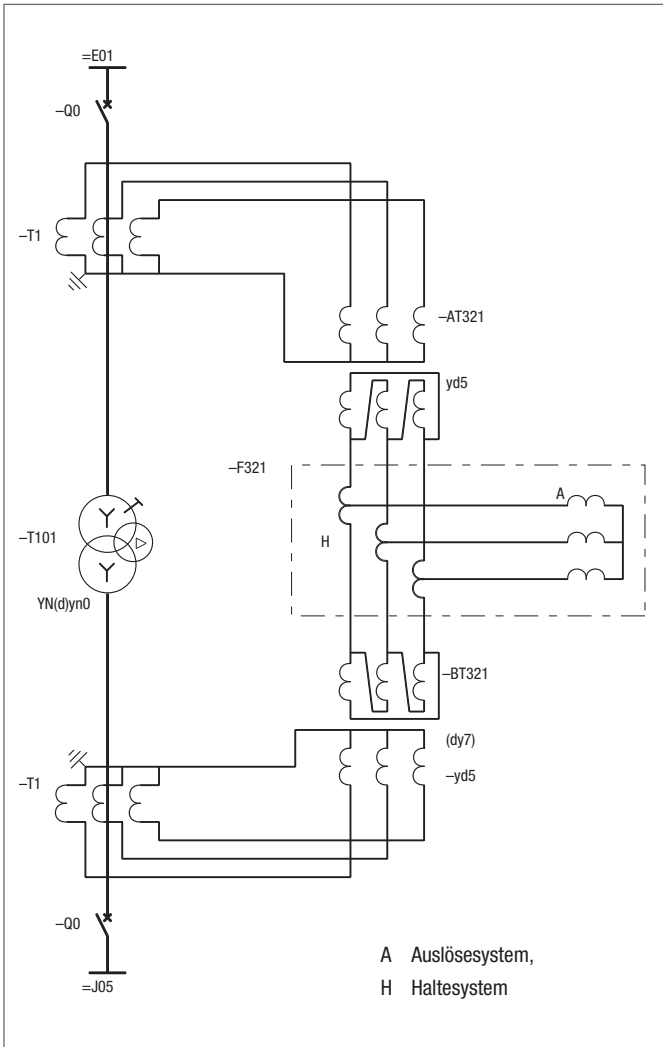 =E01
–Q0
–T1
–AT321
yd5
–F321
A
H
–T101
YN(d)yn0
–BT321
(dy7)
–yd5
–T1
–Q0
=J05
A Auslösesystem,
H Haltesystem